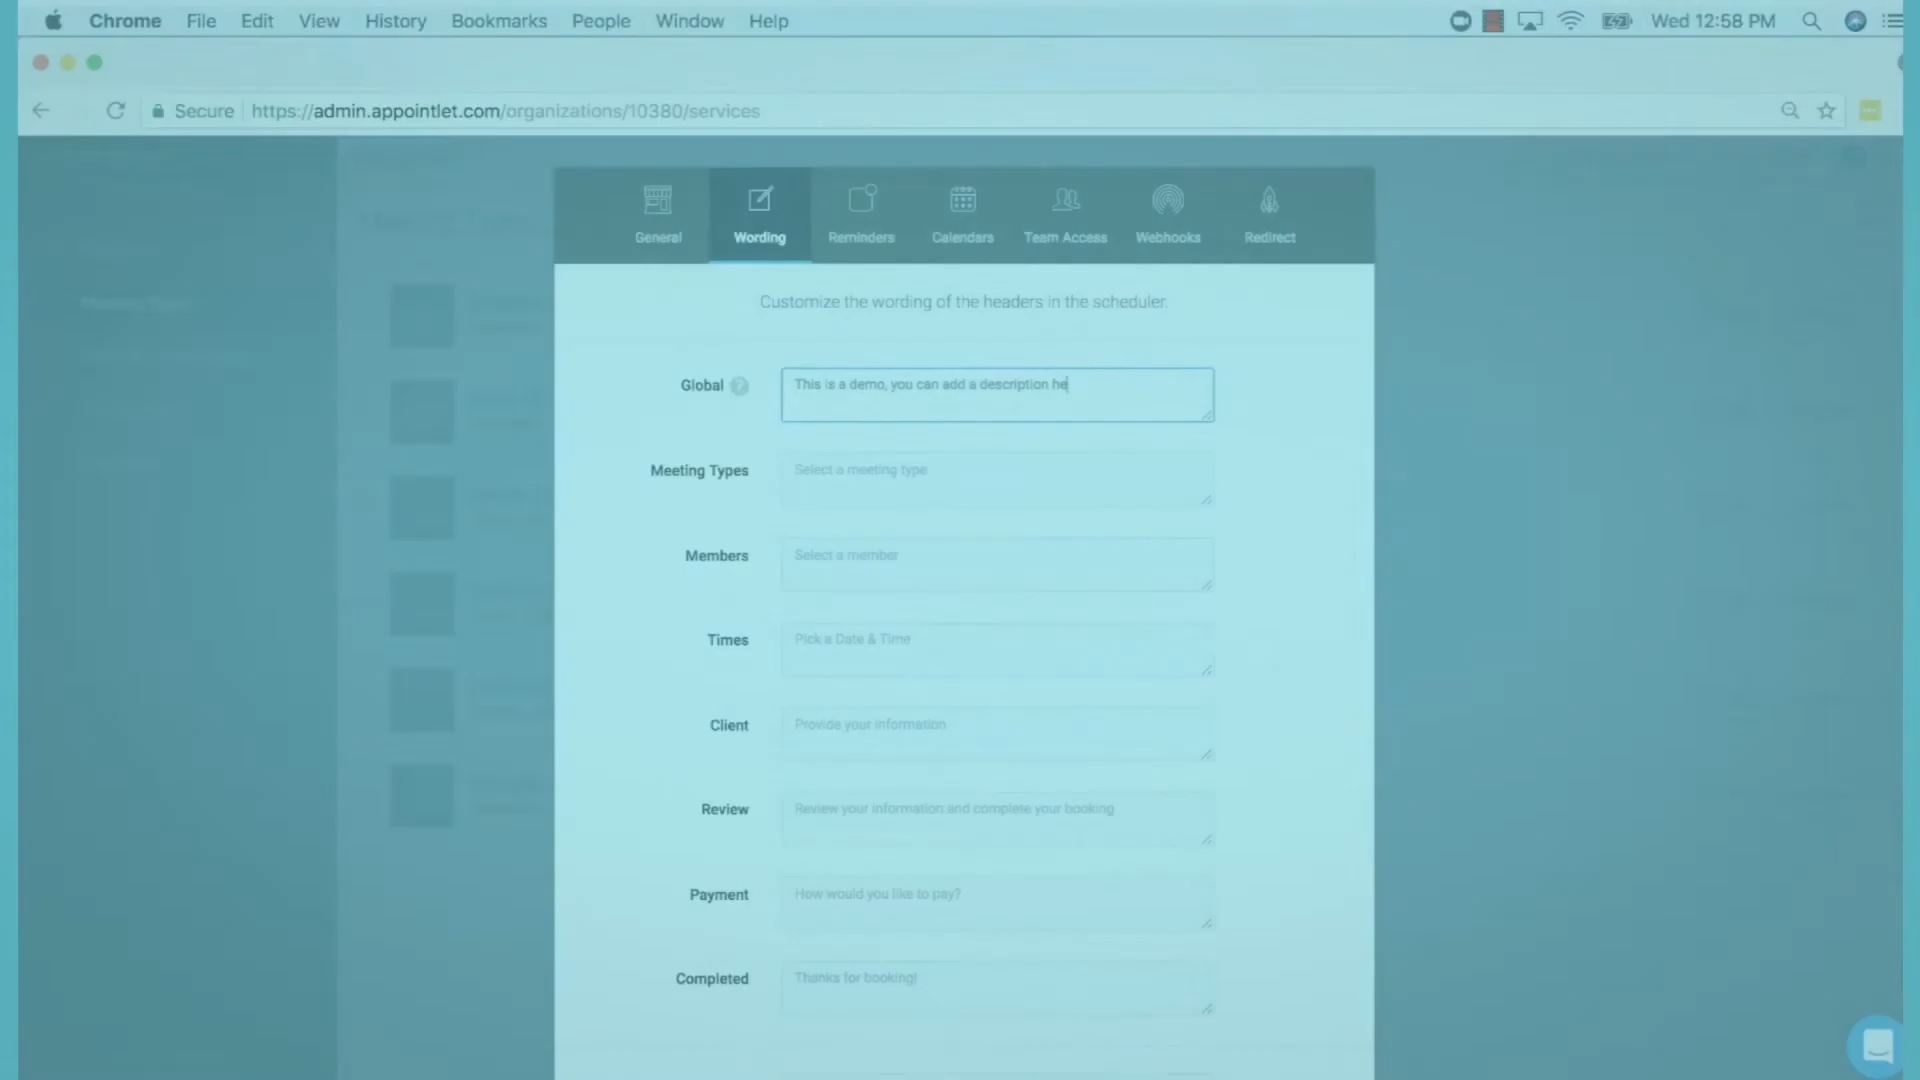 Chrome File Edit View History Bookmarks People Window Help Wed 12:58 PM
Secure https://admin.appointlet.com/organizations/10380/services
General Wording Reminders Calendars Team Access Webhooks Redirect
Customize the wording of the headers in the scheduler.
Global ? This is a demo, you can add a description he
Meeting Types Select a meeting type
Members Select a member
Times Pick a Date & Time
Client Provide your information
Review Review your information and complete your booking
Payment How would you like to pay?
Completed Thanks for booking!